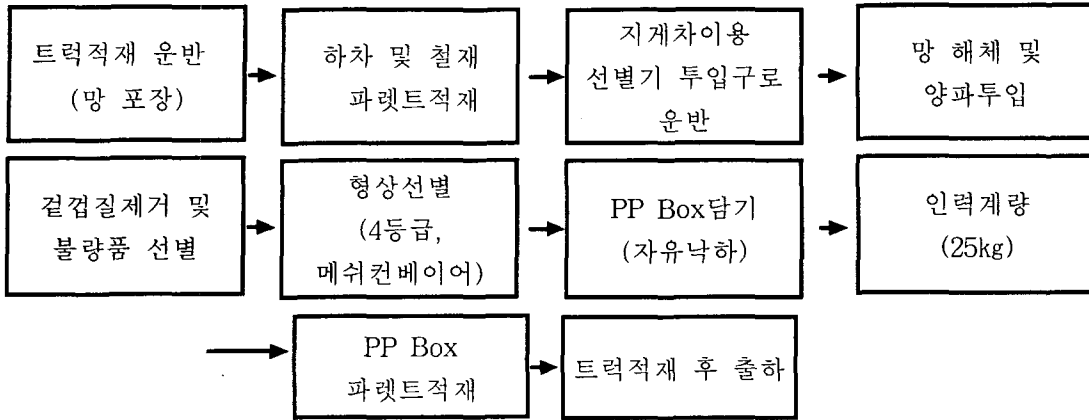 트럭적재 운반
(망 포장)
하차 및 철재
파렛트적재
지게차이용
선별기 투입구로
운반
망 해체 및
양파투입
겉껍질제거 및
불량품 선별
형상선별
(4등급,
메쉬컨베이어)
PP Box담기
(자유낙하)
인력계량
(25kg)
PP Box
파렛트적재
트럭적재 후 출하